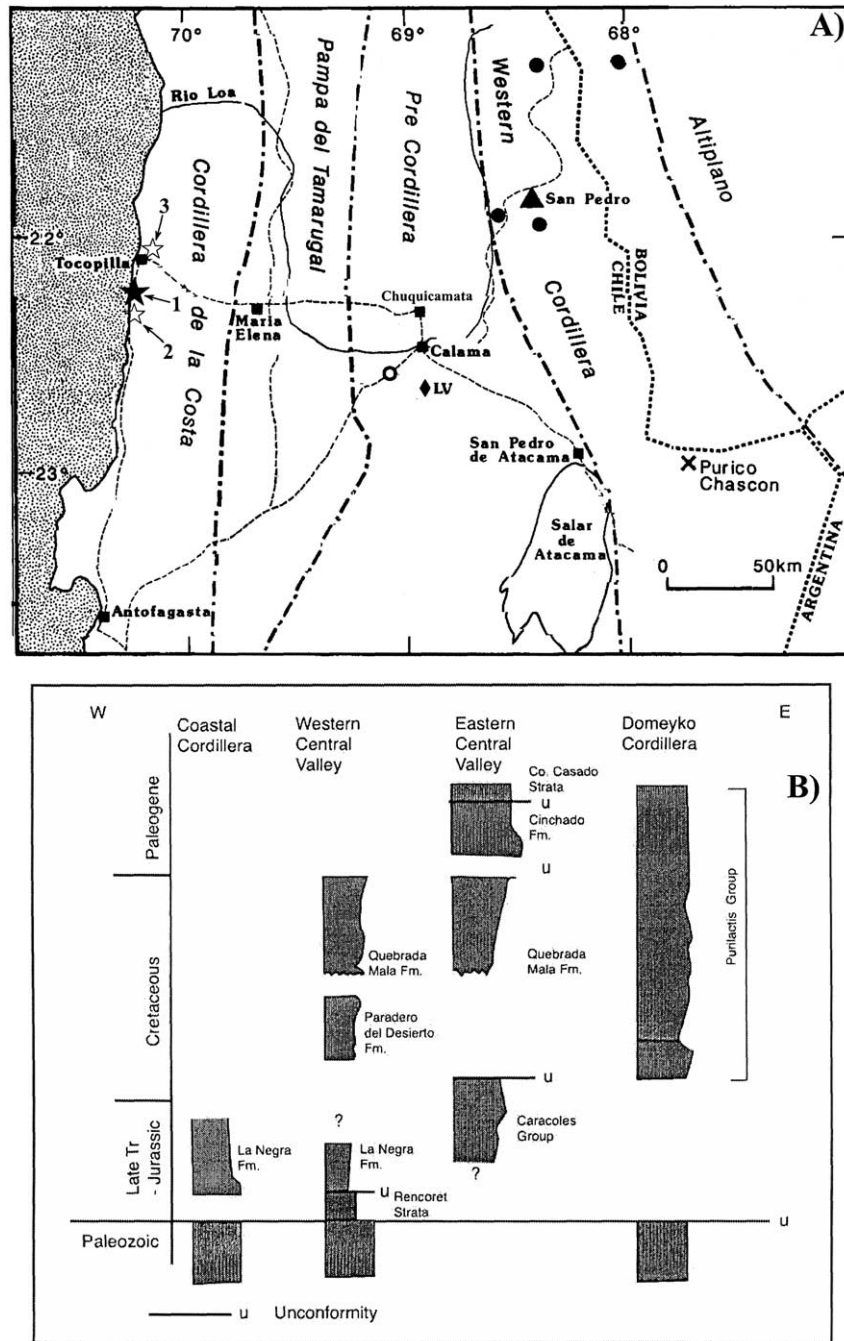 A)
70°
69°
68°
Rio Loa
Cordillera
de la Costa
Pampa del Tamarugal
Pre Cordillera
Western
Cordillera
Altiplano
San Pedro
3
22°
Tocopilla
1
2
Maria
Elena
Chuquicamata
Calama
LV
BOLIVIA
CHILE
San Pedro
de Atacama
23°
Purico
Chascon
Salar
de
Atacama
0 50km
ARGENTINA
Antofagasta
B)
W
E
Coastal
Cordillera
Western
Central
Valley
Eastern
Central
Valley
Domeyko
Cordillera
Paleogene
Co. Casado
Strata
u
Cinchado
Fm.
u
Cretaceous
Quebrada
Mala Fm.
Quebrada
Mala Fm.
Purilactis Group
Paradero
del Desierto
Fm.
u
Late Tr
- Jurassic
?
Caracoles
Group
La Negra
Fm.
La Negra
Fm.
?
u
Rencoret
Strata
u
Paleozoic
u Unconformity